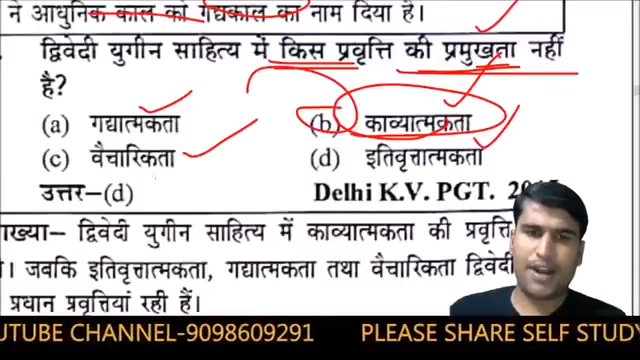 ने आधुनिक काल को गद्यकाल का नाम दिया है।
द्विवेदी युगीन साहित्य में किस प्रवृत्ति की प्रमुखता नहीं
है?
(a) गद्यात्मकता (b) काव्यात्मकता
(c) वैचारिकता (d) इतिवृत्तात्मकता
उत्तर–(d) Delhi K.V. PGT.
ाख्या– द्विवेदी युगीन साहित्य में काव्यात्मकता की प्रवृत्ति
। जबकि इतिवृत्तात्मकता, गद्यात्मकता तथा वैचारिकता द्विवेदी
प्रधान प्रवृत्तियां रही हैं।
UTUBE CHANNEL-9098609291 PLEASE SHARE SELF STUDY